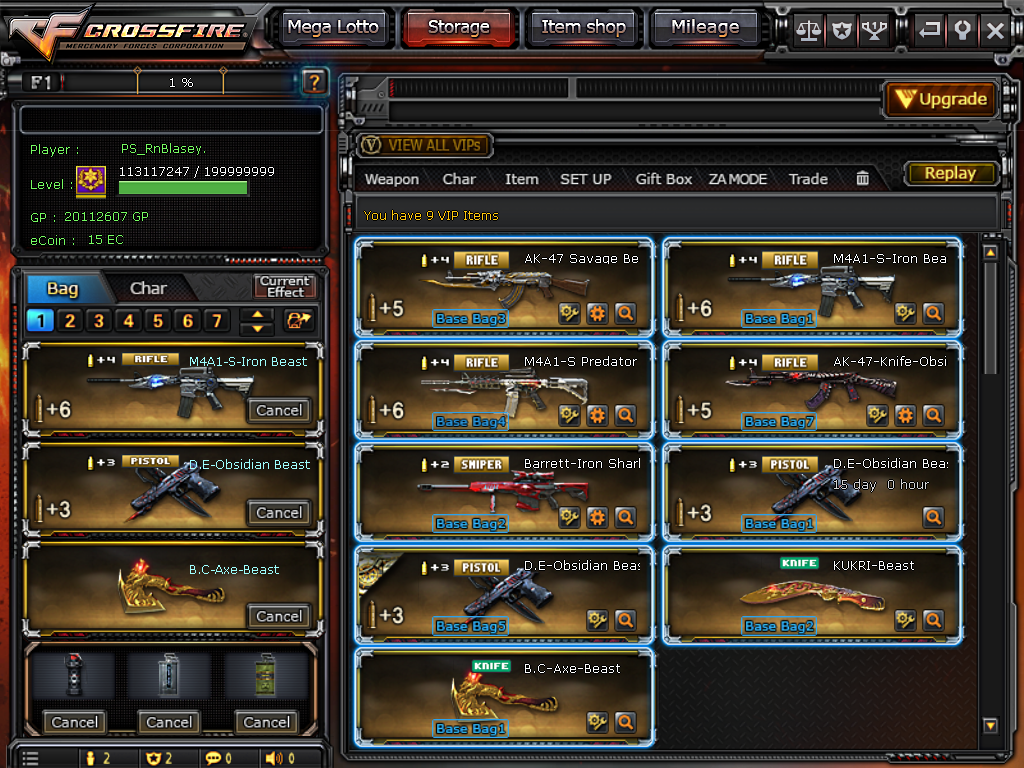 CROSSFIRE
MERCENARY FORCES CORPORATION
Mega Lotto
Storage
Item shop
Mileage
F1
1 %
?
Upgrade
Player : PS_RnBlasey.
Level : 113117247 / 199999999
GP : 20112607 GP
eCoin : 15 EC
VIEW ALL VIPs
Weapon Char Item SET UP Gift Box ZA MODE Trade
Replay
You have 9 VIP Items
Bag
Char
Current
Effect
1 2 3 4 5 6 7
+4 RIFLE M4A1-S-Iron Beast
+6
Cancel
+3 PISTOL D.E-Obsidian Beast
+3
Cancel
B.C-Axe-Beast
Cancel
Cancel Cancel Cancel
2 2 0 0
+4 RIFLE AK-47 Savage Be
+5
Base Bag3
+4 RIFLE M4A1-S-Iron Bea
+6
Base Bag1
+4 RIFLE M4A1-S Predator
+6
Base Bag4
+4 RIFLE AK-47-Knife-Obsi
+5
Base Bag7
+2 SNIPER Barrett-Iron Shark
Base Bag2
+3 PISTOL D.E-Obsidian Beas
15 day 0 hour
+3
Base Bag1
+3 PISTOL D.E-Obsidian Beas
+3
Base Bag5
KNIFE KUKRI-Beast
Base Bag2
KNIFE B.C-Axe-Beast
Base Bag1